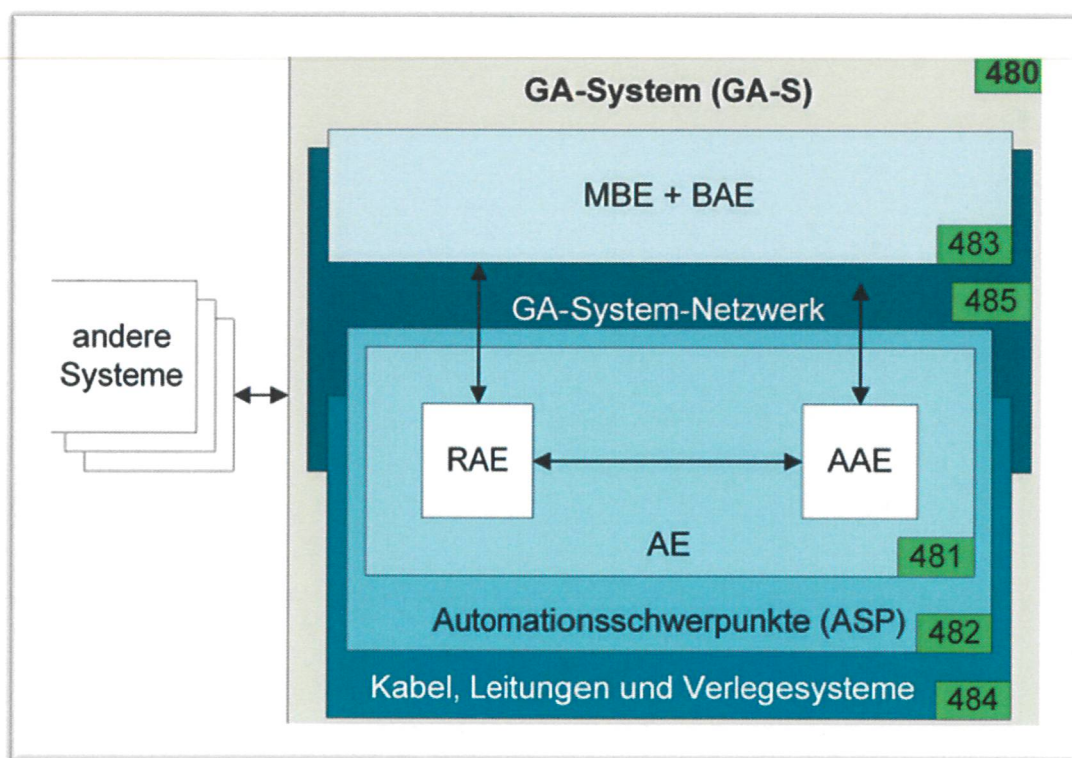 480
GA-System (GA-S)
MBE + BAE
483
485
GA-System-Netzwerk
andere
Systeme
RAE
AAE
AE
481
Automationsschwerpunkte (ASP)
482
Kabel, Leitungen und Verlegesysteme
484